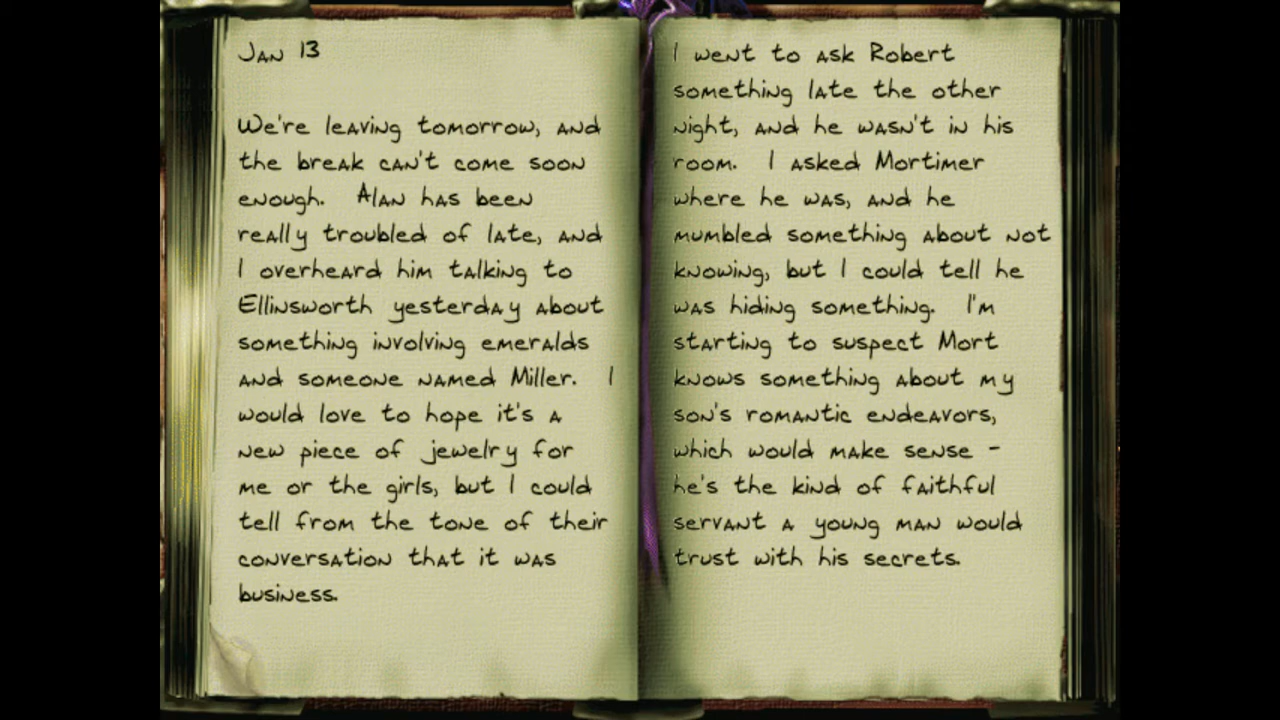 Jan 13
We're leaving tomorrow, and
the break can't come soon
enough. Alan has been
really troubled of late, and
I overheard him talking to
Ellinsworth yesterday about
something involving emeralds
and someone named Miller. I
would love to hope it's a
new piece of jewelry for
me or the girls, but I could
tell from the tone of their
conversation that it was
business.
I went to ask Robert
something late the other
night, and he wasn't in his
room. I asked Mortimer
where he was, and he
mumbled something about not
knowing, but I could tell he
was hiding something. I'm
starting to suspect Mort
knows something about my
son's romantic endeavors,
which would make sense -
he's the kind of faithful
servant a young man would
trust with his secrets.